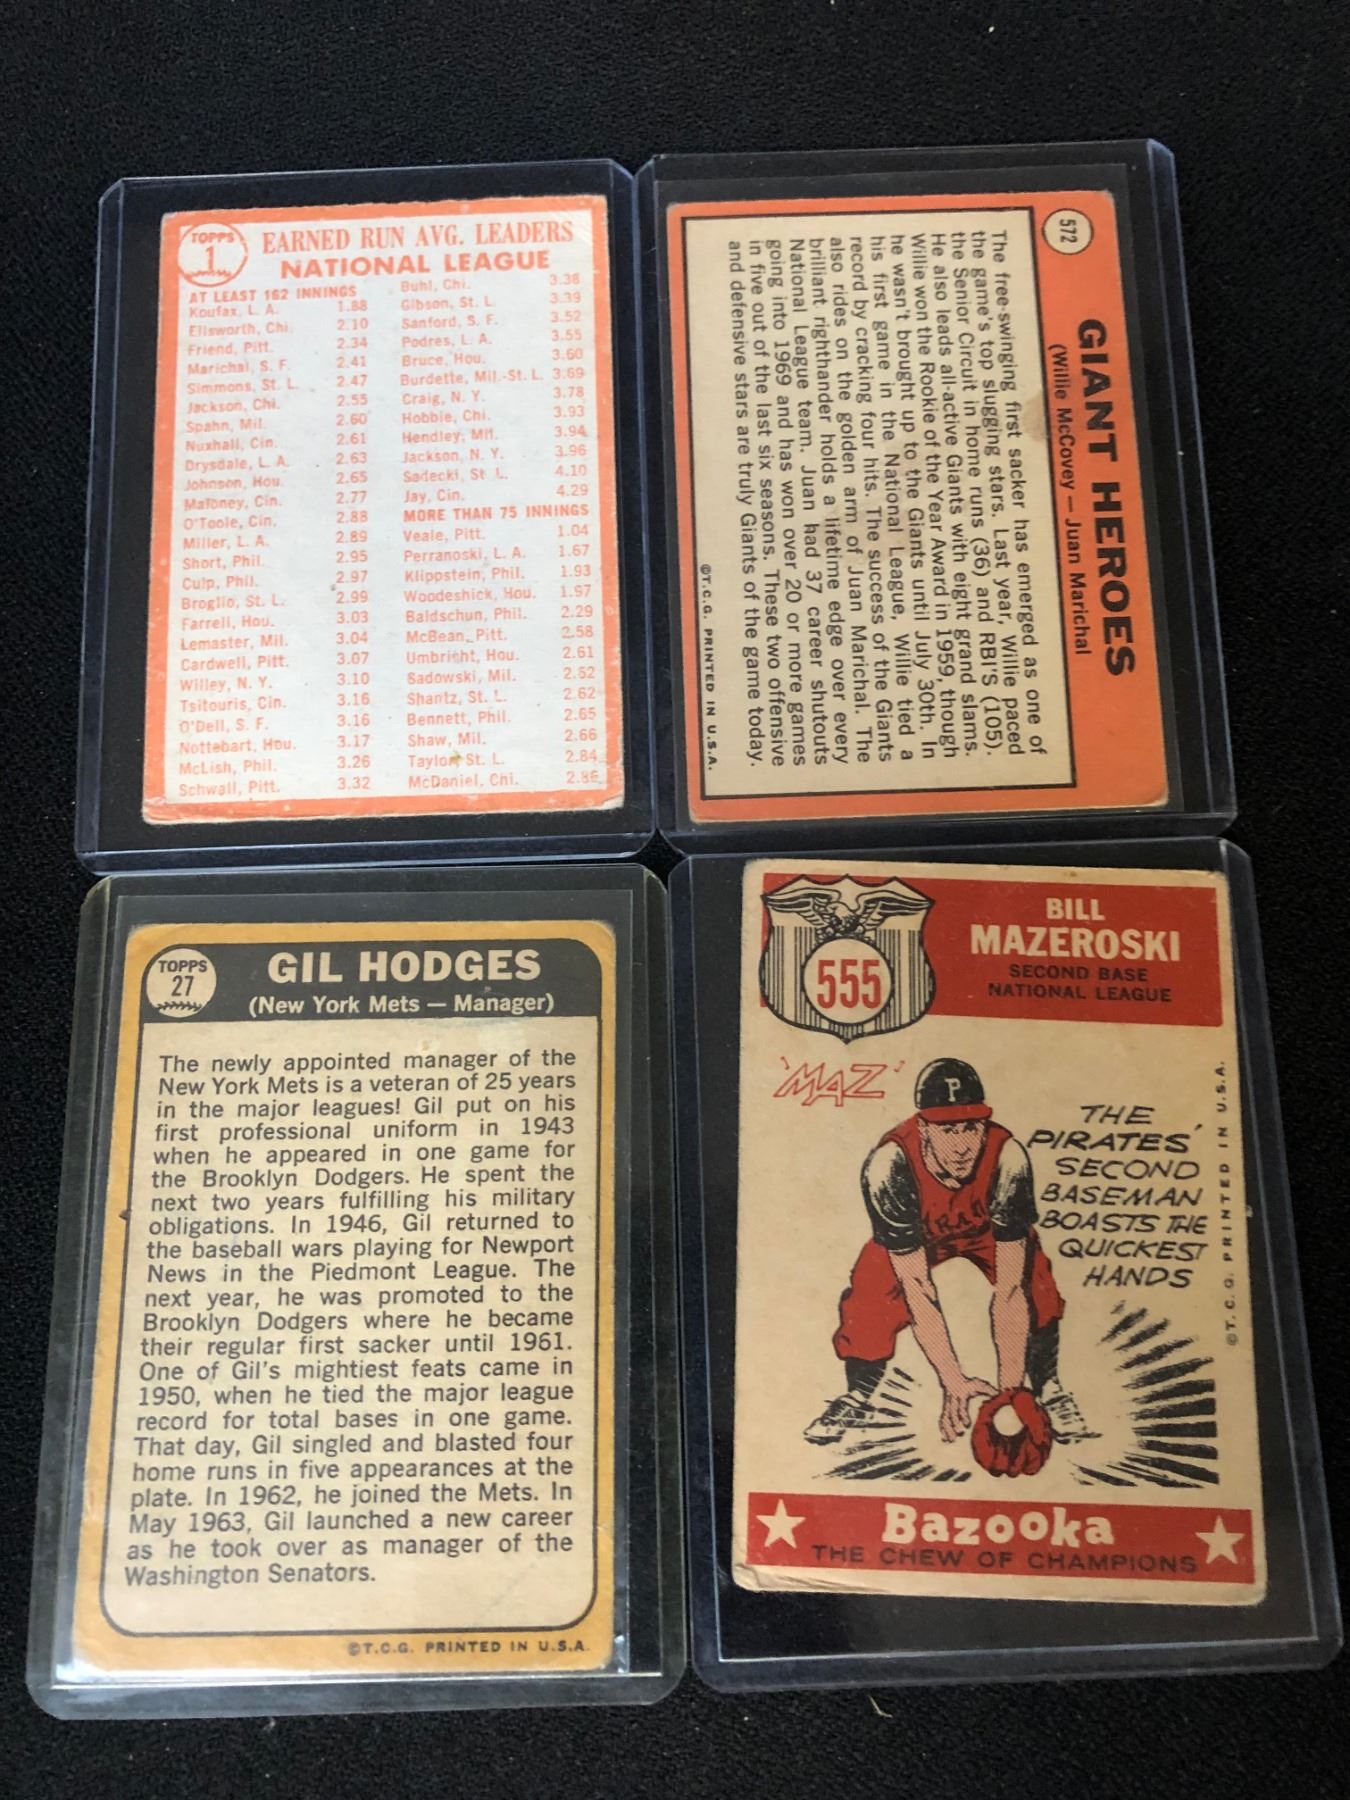 TOPPS
1
EARNED RUN AVG. LEADERS
NATIONAL LEAGUE
AT LEAST 162 INNINGS
Koufax, L. A. 1.88
Ellsworth, Chi. 2.10
Friend, Pitt. 2.34
Marichal, S. F. 2.41
Simmons, St. L. 2.47
Jackson, Chi. 2.55
Spahn, Mil. 2.60
Nuxhall, Cin. 2.61
Drysdale, L. A. 2.63
Johnson, Hou. 2.65
Maloney, Cin. 2.77
O'Toole, Cin. 2.88
Miller, L. A. 2.89
Short, Phil. 2.95
Culp, Phil. 2.97
Broglio, St. L. 2.99
Farrell, Hou. 3.03
Lemaster, Mil. 3.04
Cardwell, Pitt. 3.07
Willey, N. Y. 3.10
Tsitouris, Cin. 3.16
O'Dell, S. F. 3.16
Nottebart, Hou. 3.17
McLish, Phil. 3.26
Schwall, Pitt. 3.32
Buhl, Chi. 3.38
Gibson, St. L. 3.39
Sanford, S. F. 3.52
Podres, L. A. 3.55
Bruce, Hou. 3.60
Burdette, Mil.-St. L. 3.69
Craig, N. Y. 3.78
Hobbie, Chi. 3.93
Hendley, Mil. 3.94
Jackson, N. Y. 3.96
Sadecki, St. L. 4.10
Jay, Cin. 4.29
MORE THAN 75 INNINGS
Veale, Pitt. 1.04
Perranoski, L. A. 1.67
Klippstein, Phil. 1.93
Woodeshick, Hou. 1.97
Baldschun, Phil. 2.29
McBean, Pitt. 2.58
Umbricht, Hou. 2.61
Sadowski, Mil. 2.62
Shantz, St. L. 2.62
Bennett, Phil. 2.65
Shaw, Mil. 2.66
Taylor, St. L. 2.84
McDaniel, Chi. 2.86
572
GIANT HEROES
(Willie McCovey — Juan Marichal
The free-swinging first sacker has emerged as one of
the game's top slugging stars. Last year, Willie paced
the Senior Circuit in home runs (36) and RBI'S (105).
He also leads all-active Giants with eight grand slams.
Willie won the Rookie of the Year Award in 1959, though
he wasn't brought up to the Giants until July 30th. In
his first game in the National League, Willie tied a
record by cracking four hits. The success of the Giants
also rides on the golden arm of Juan Marichal. The
brilliant righthander holds a lifetime edge over every
National League team. Juan had 37 career shutouts
going into 1969 and has won over 20 or more games
in five out of the last six seasons. These two offensive
and defensive stars are truly Giants of the game today.
©T.C.G. PRINTED IN U.S.A.
TOPPS
27
GIL HODGES
(New York Mets — Manager)
The newly appointed manager of the
New York Mets is a veteran of 25 years
in the major leagues! Gil put on his
first professional uniform in 1943
when he appeared in one game for
the Brooklyn Dodgers. He spent the
next two years fulfilling his military
obligations. In 1946, Gil returned to
the baseball wars playing for Newport
News in the Piedmont League. The
next year, he was promoted to the
Brooklyn Dodgers where he became
their regular first sacker until 1961.
One of Gil's mightiest feats came in
1950, when he tied the major league
record for total bases in one game.
That day, Gil singled and blasted four
home runs in five appearances at the
plate. In 1962, he joined the Mets. In
May 1963, Gil launched a new career
as he took over as manager of the
Washington Senators.
©T.C.G. PRINTED IN U.S.A.
555
BILL
MAZEROSKI
SECOND BASE
NATIONAL LEAGUE
'MAZ'
P
THE
PIRATES'
SECOND
BASEMAN
BOASTS THE
QUICKEST
HANDS
©T.C.G. PRINTED IN U.S.A.
Bazooka
THE CHEW OF CHAMPIONS